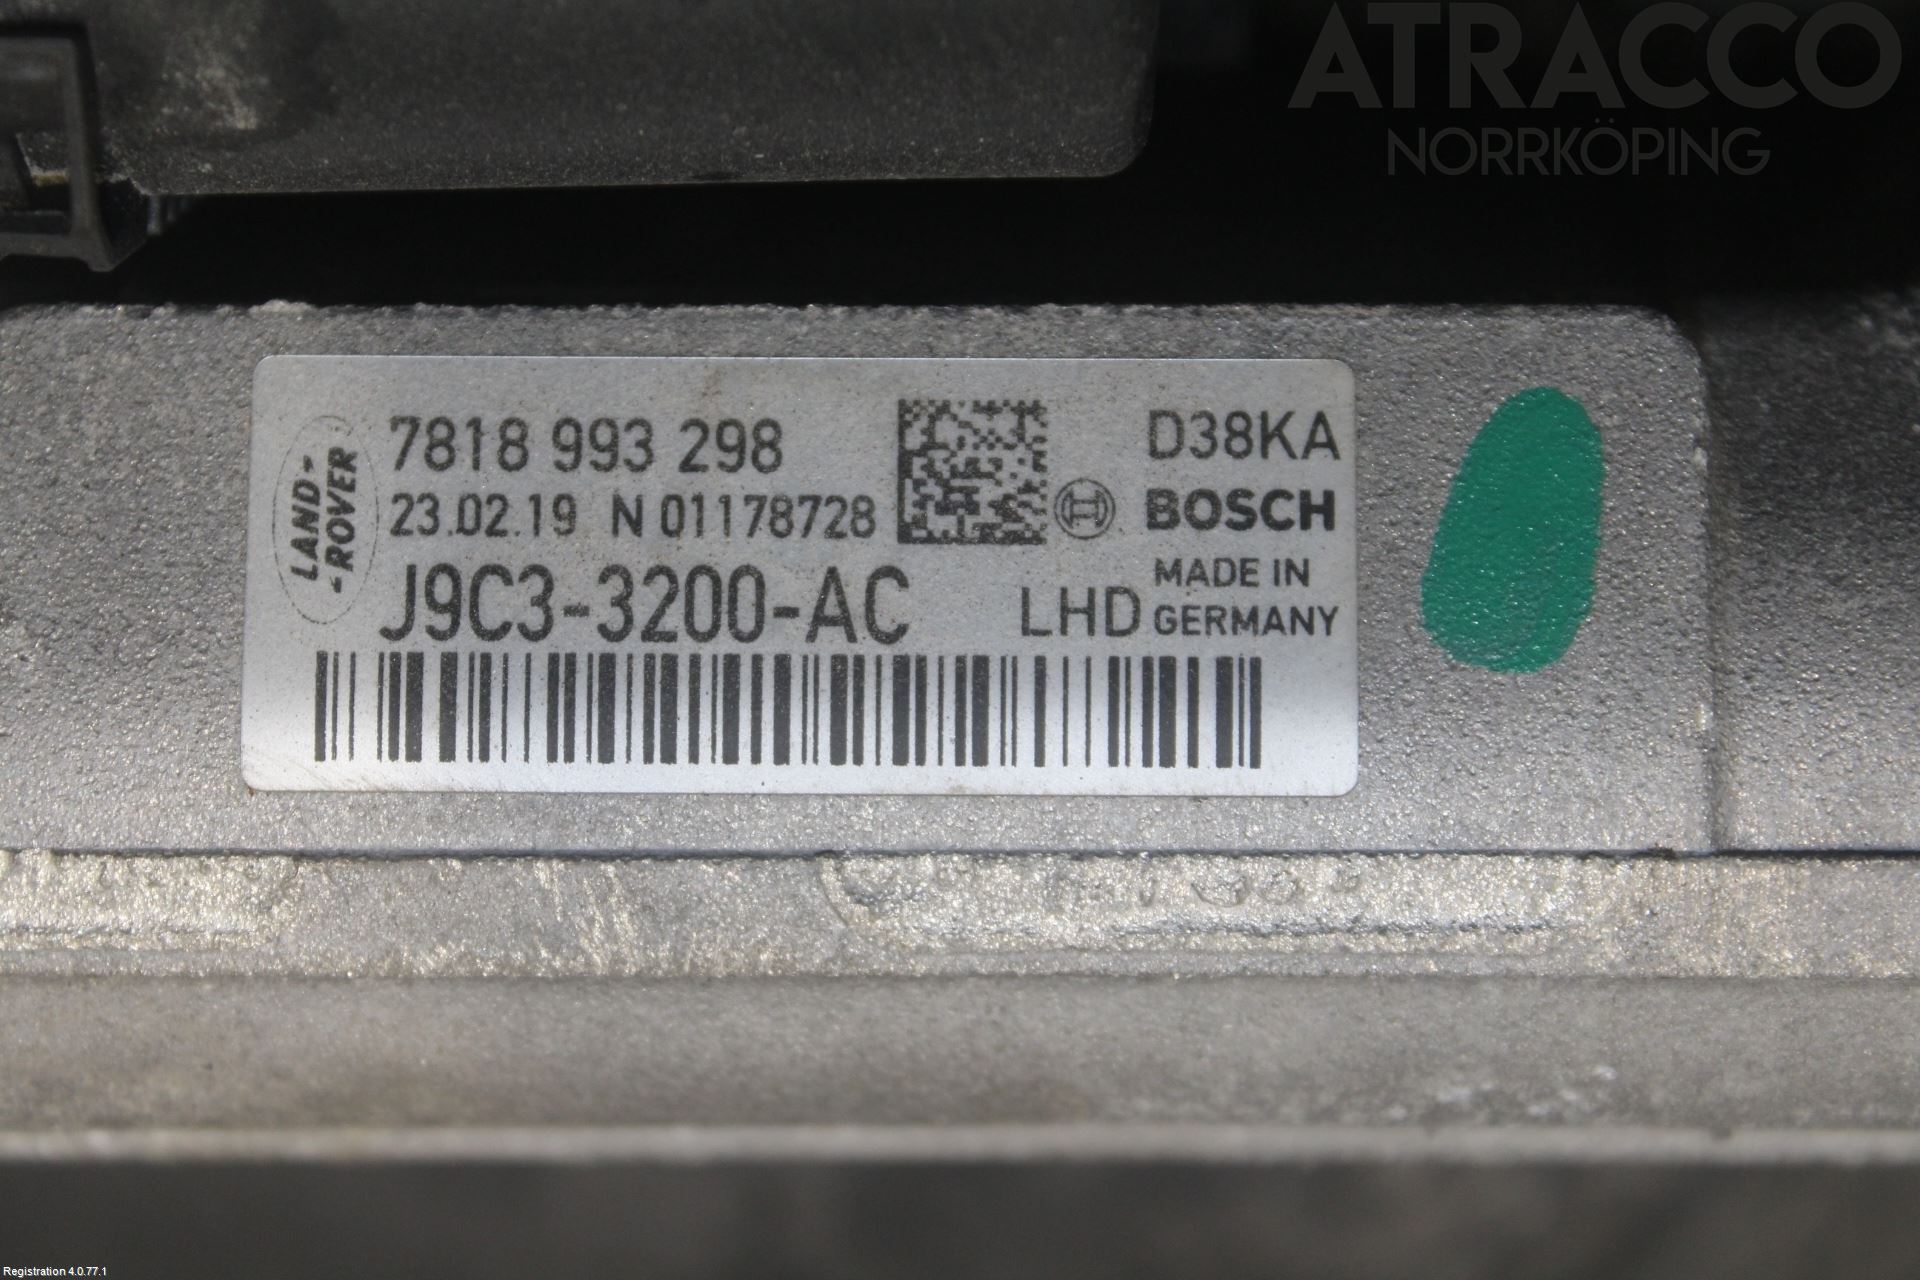 ATRACCO
NORRKÖPING
LAND-
-ROVER
7818 993 298
23.02.19 N 01178728
J9C3-3200-AC
D38KA
BOSCH
MADE IN
LHD GERMANY
Registration 4.0.77.1